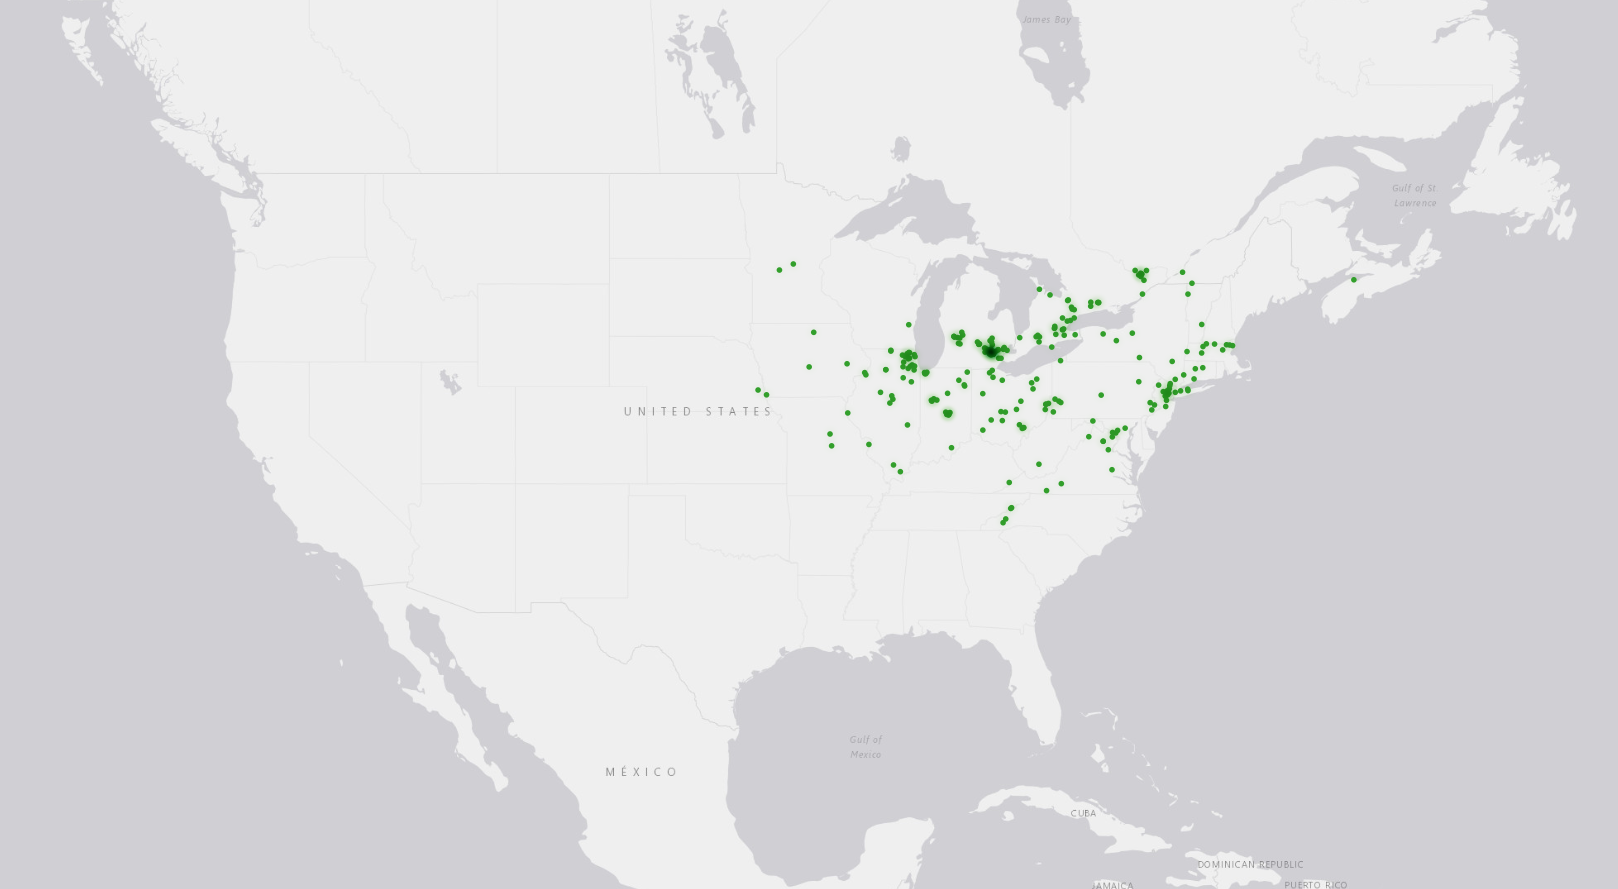 James Bay
Gulf of St
Lawrence
UNITED STATES
Gulf of
Mexico
MÉXICO
CUBA
DOMINICAN REPUBLIC
JAMAICA
PUERTO RICO